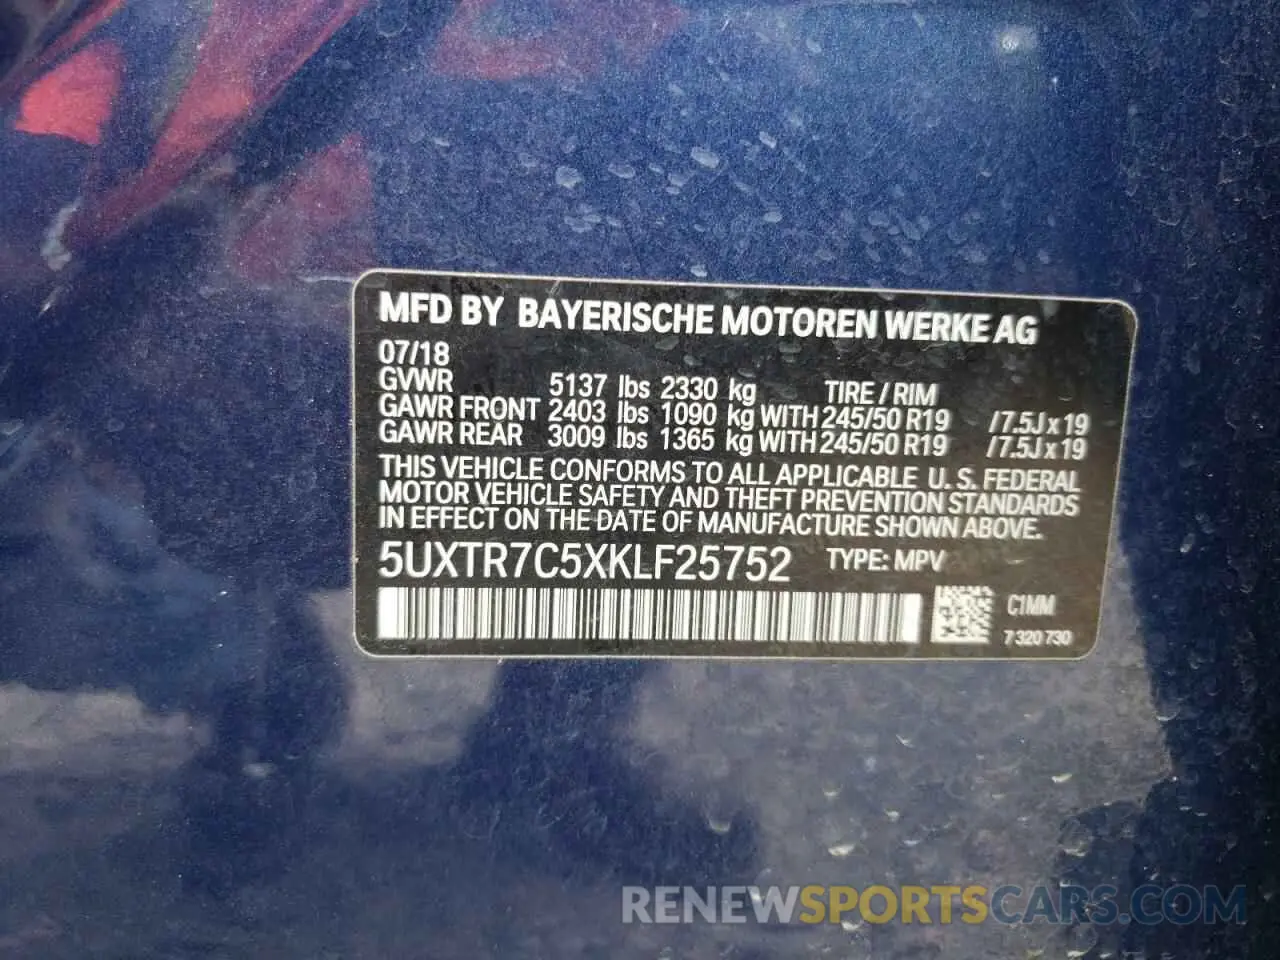 MFD BY BAYERISCHE MOTOREN WERKE AG
07/18
GVWR 5137 lbs 2330 kg TIRE / RIM
GAWR FRONT 2403 lbs 1090 kg WITH 245/50 R19 /7.5J x 19
GAWR REAR 3009 lbs 1365 kg WITH 245/50 R19 /7.5J x 19
THIS VEHICLE CONFORMS TO ALL APPLICABLE U. S. FEDERAL
MOTOR VEHICLE SAFETY AND THEFT PREVENTION STANDARDS
IN EFFECT ON THE DATE OF MANUFACTURE SHOWN ABOVE.
5UXTR7C5XKLF25752 TYPE: MPV
C1MM
7 320 730
RENEWSPORTSCARS.COM